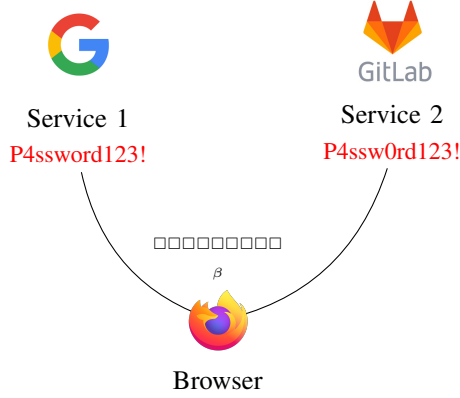 GitLab
Service 1
Service 2
P4ssword123!
P4ssw0rd123!
□□□□□□□□□
β
Browser